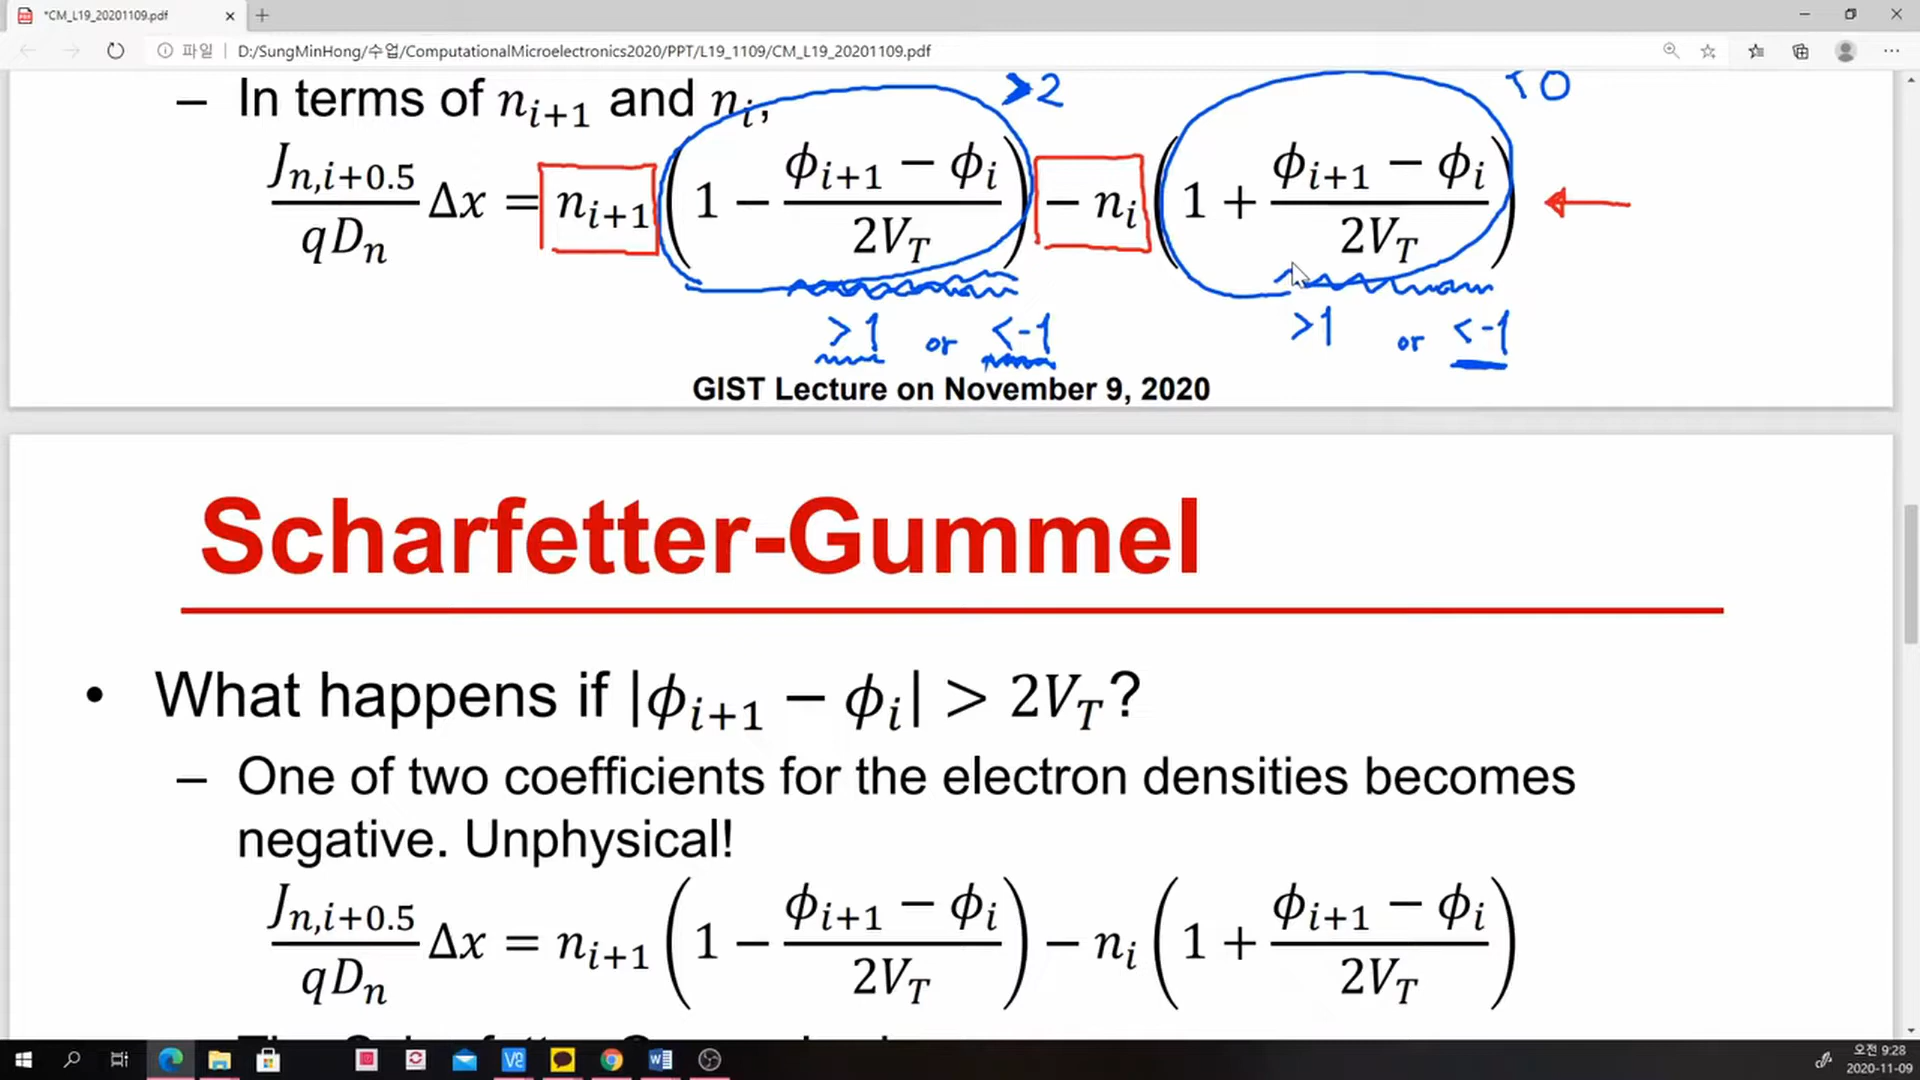 *CM_L19_20201109.pdf
파일 | D:/SungMinHong/수업/ComputationalMicroelectronics2020/PPT/L19_1109/CM_L19_20201109.pdf
– In terms of n_{i+1} and n_i,
>2
<0
J_{n,i+0.5}/(qD_n) Δx = n_{i+1} (1 − (ϕ_{i+1} − ϕ_i)/(2V_T)) − n_i (1 + (ϕ_{i+1} − ϕ_i)/(2V_T))
>1 or <-1 >1 or <-1
GIST Lecture on November 9, 2020
Scharfetter-Gummel
• What happens if |ϕ_{i+1} − ϕ_i| > 2V_T?
– One of two coefficients for the electron densities becomes
negative. Unphysical!
J_{n,i+0.5}/(qD_n) Δx = n_{i+1} (1 − (ϕ_{i+1} − ϕ_i)/(2V_T)) − n_i (1 + (ϕ_{i+1} − ϕ_i)/(2V_T))
오전 9:28
2020-11-09